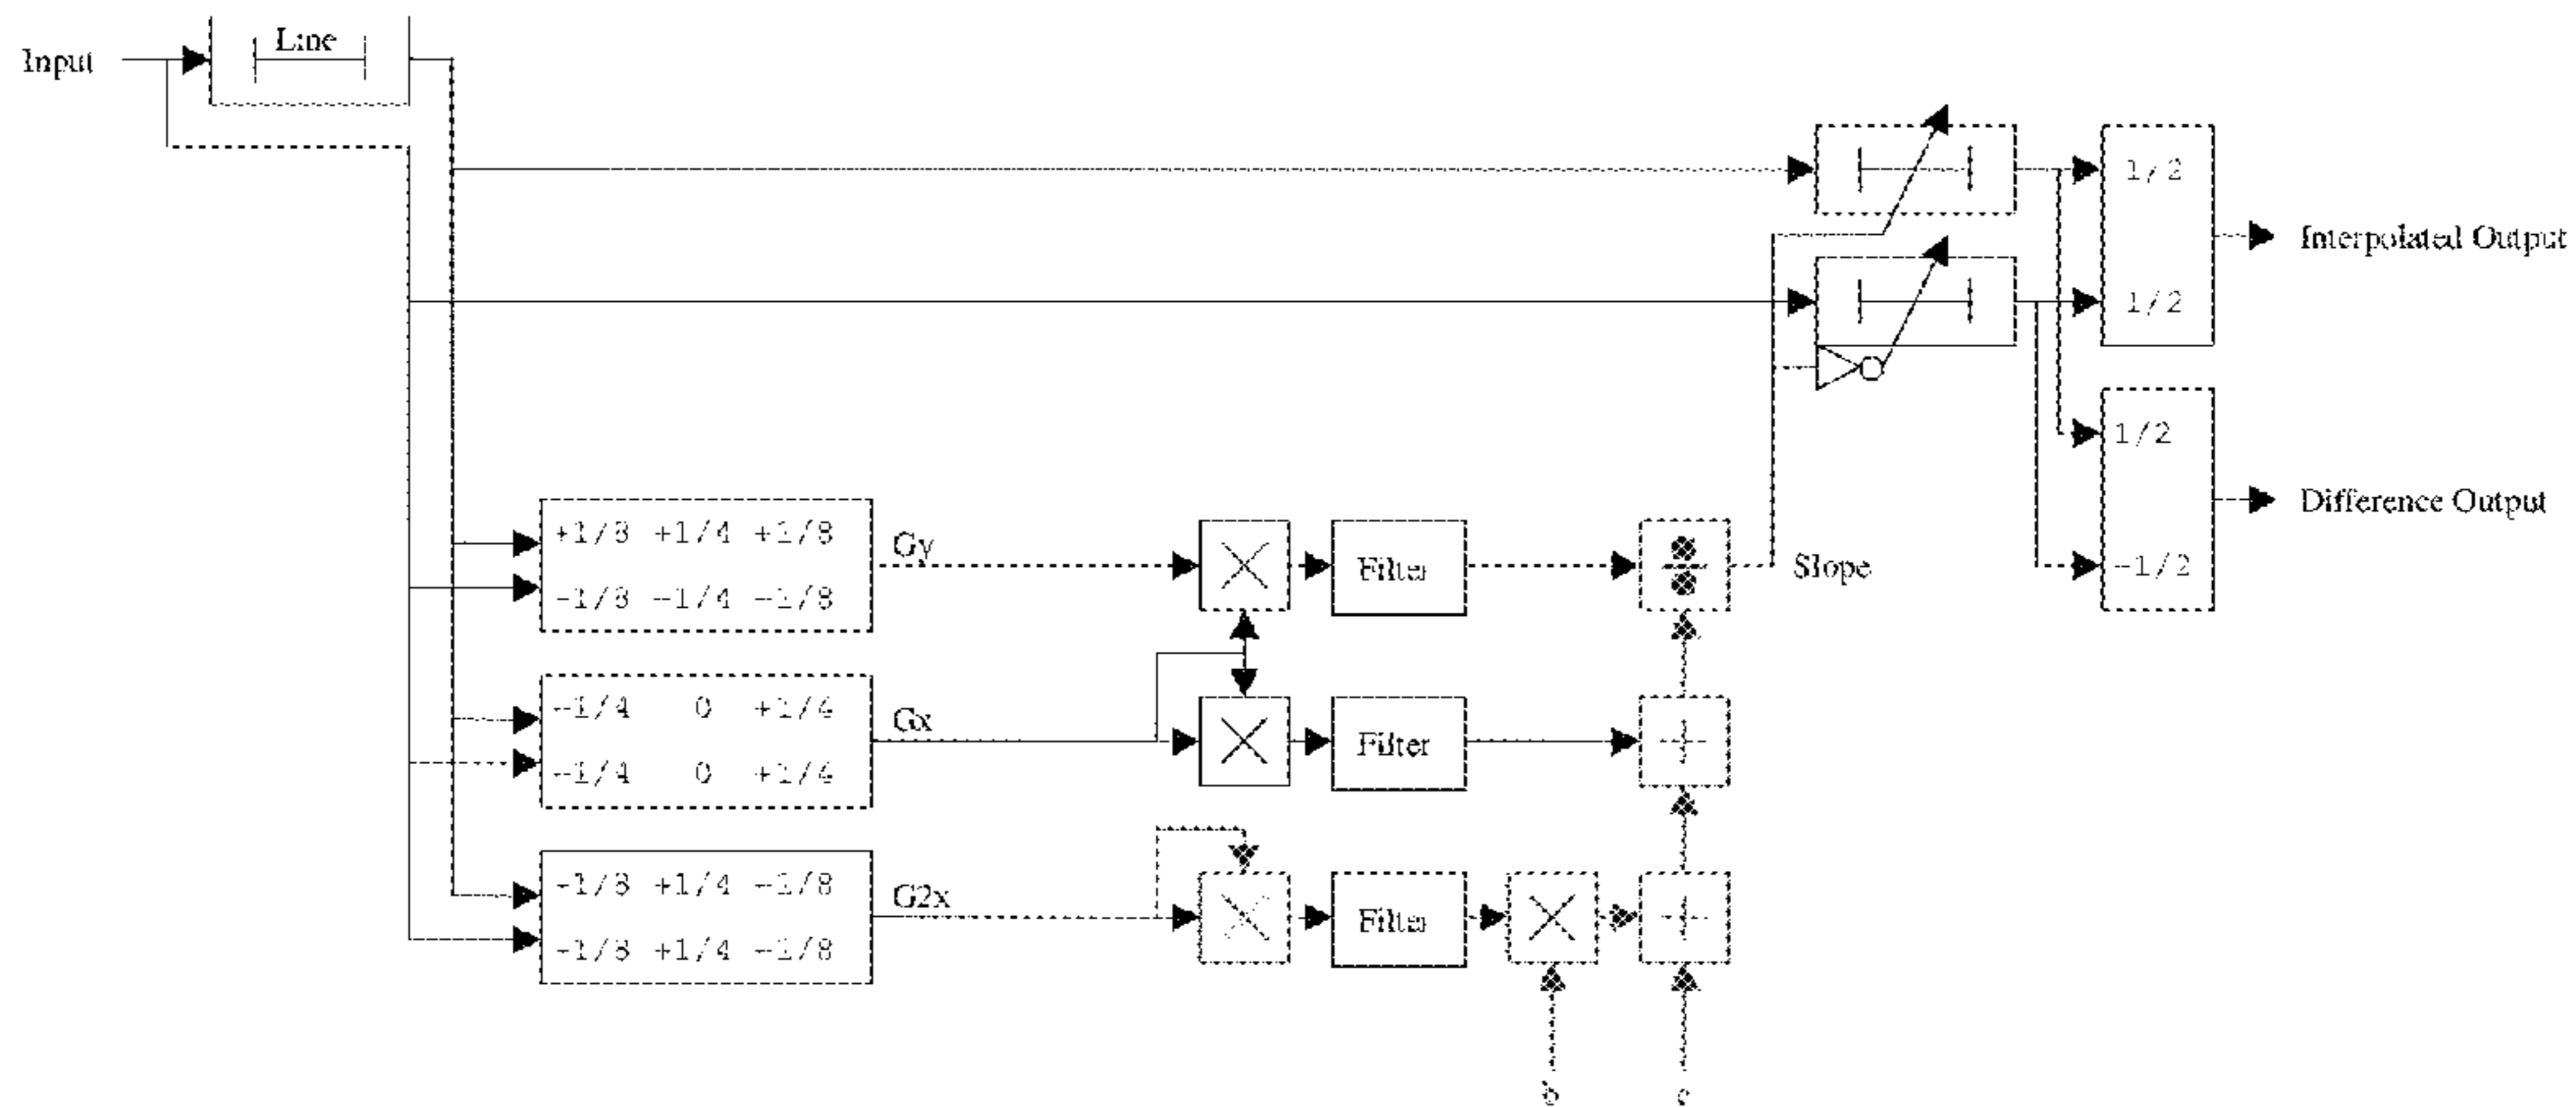 Line
Input
1/2
Interpolated Output
1/2
1/2
Difference Output
-1/2
+1/8 +1/4 +1/8
-1/8 -1/4 -1/8
Gy
Filter
Slope
-1/4 0 +1/4
-1/4 0 +1/4
Gx
Filter
-1/8 +1/4 -1/8
-1/8 +1/4 -1/8
G2x
Filter
b
c